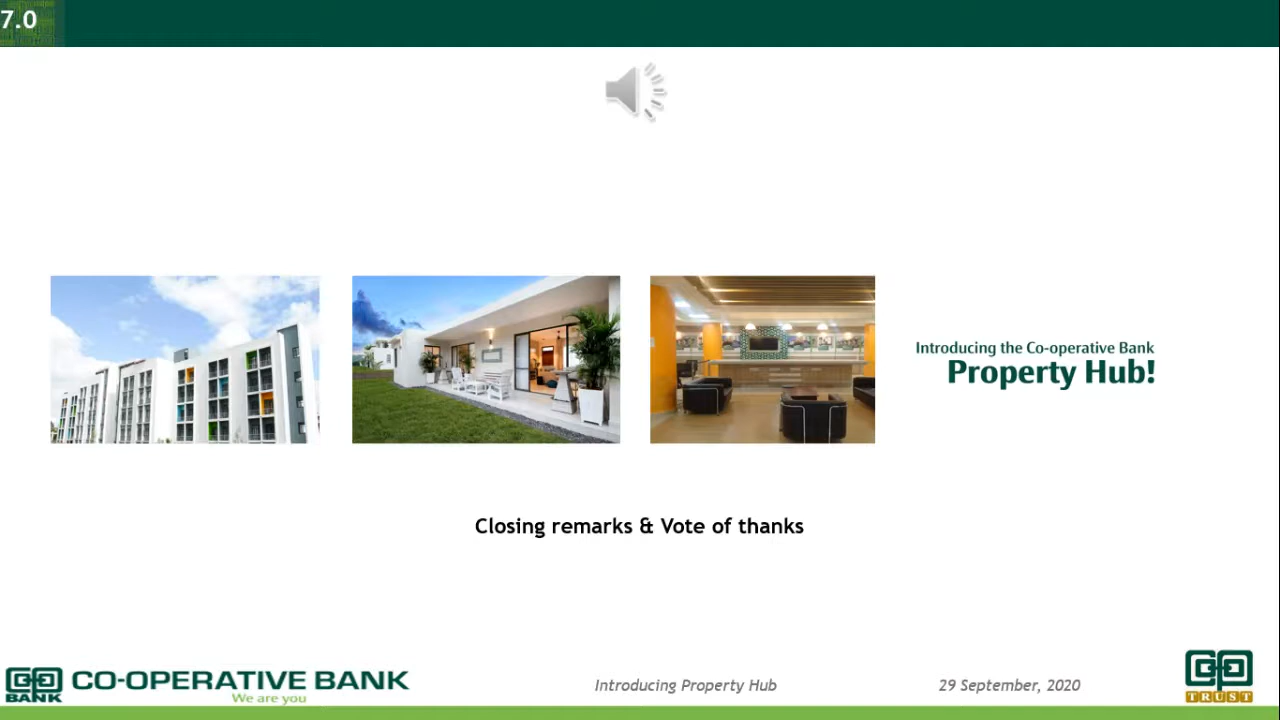 7.0
Introducing the Co-operative Bank
Property Hub!
Closing remarks & Vote of thanks
BANK
CO-OPERATIVE BANK
We are you
Introducing Property Hub
29 September, 2020
TRUST